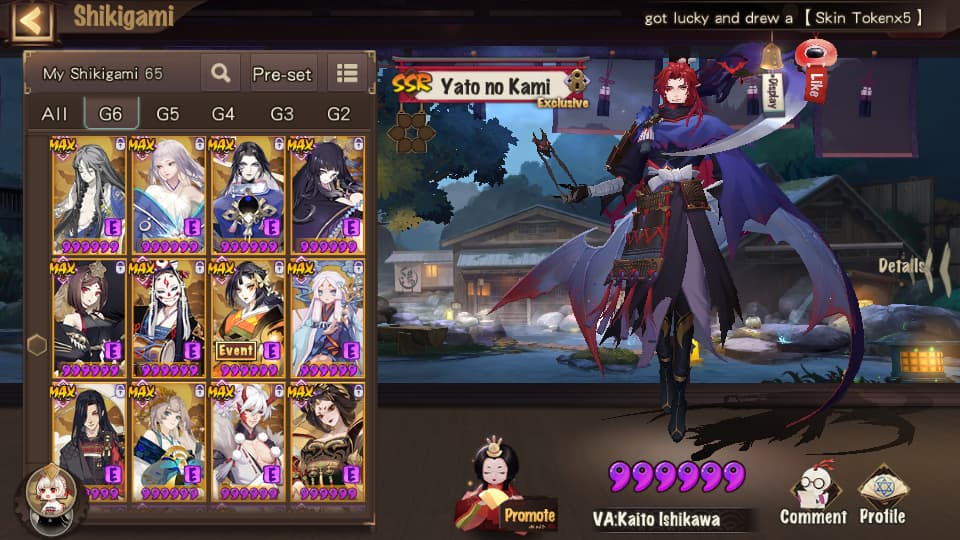 Shikigami
got lucky and drew a 【 Skin Tokenx5 】
My Shikigami 65
Pre-set
All G6 G5 G4 G3 G2
SSR Yato no Kami
Exclusive
Display
Like
MAX MAX MAX MAX
E E E E
999999 999999 999999 999999
Details
MAX MAX MAX MAX
E E Event E E
999999 999999 999999 999999
MAX MAX MAX MAX
E E E E
999999 999999 999999
Promote
999999
VA:Kaito Ishikawa
Comment
Profile